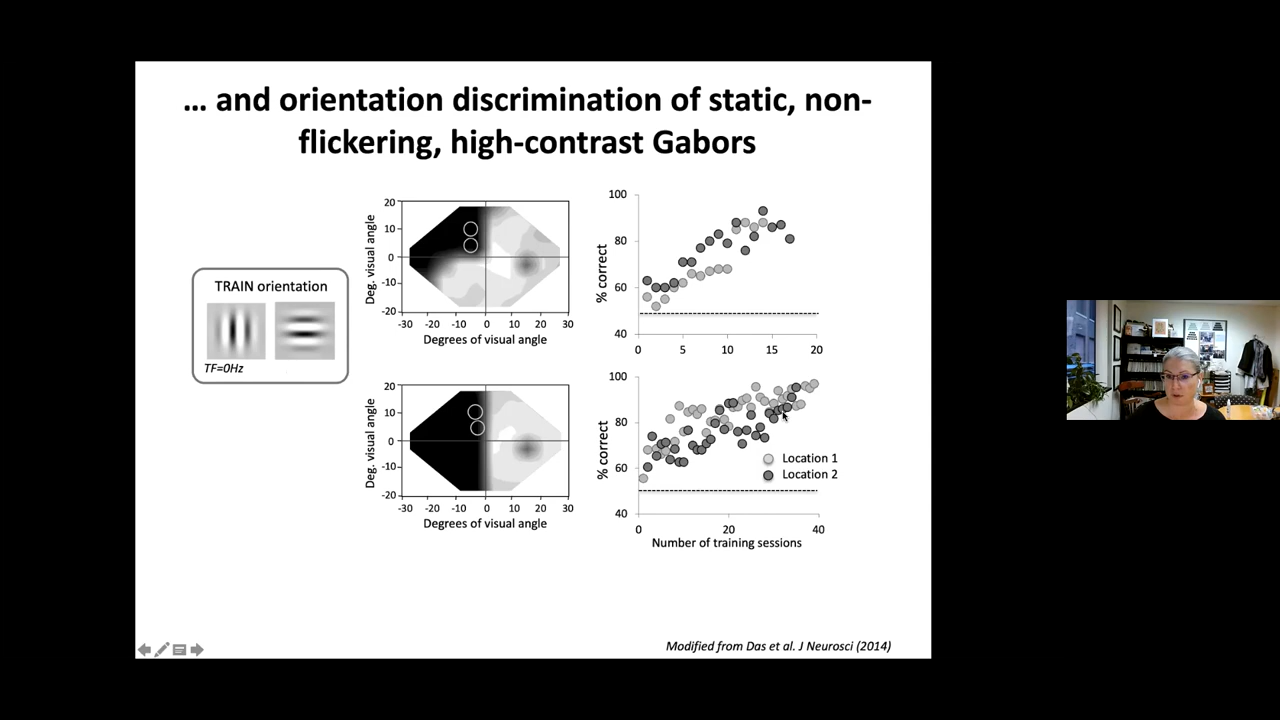 … and orientation discrimination of static, non-
flickering, high-contrast Gabors
TRAIN orientation
TF=0Hz
Deg. visual angle
20
10
0
-10
-20
-30 -20 -10 0 10 20 30
Degrees of visual angle
% correct
100
80
60
40
0 5 10 15 20
Deg. visual angle
20
10
0
-10
-20
-30 -20 -10 0 10 20 30
Degrees of visual angle
% correct
100
80
60
40
Location 1
Location 2
0 20 40
Number of training sessions
Modified from Das et al. J Neurosci (2014)